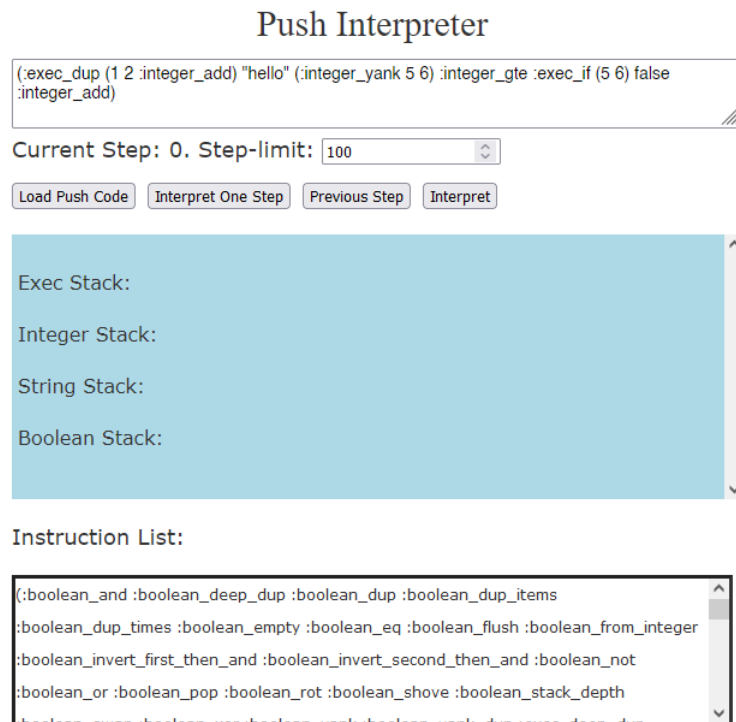 Push Interpreter
(:exec_dup (1 2 :integer_add) "hello" (:integer_yank 5 6) :integer_gte :exec_if (5 6) false
:integer_add)
Current Step: 0. Step-limit: 100
Load Push Code Interpret One Step Previous Step Interpret
Exec Stack:
Integer Stack:
String Stack:
Boolean Stack:
Instruction List:
(:boolean_and :boolean_deep_dup :boolean_dup :boolean_dup_items
:boolean_dup_times :boolean_empty :boolean_eq :boolean_flush :boolean_from_integer
:boolean_invert_first_then_and :boolean_invert_second_then_and :boolean_not
:boolean_or :boolean_pop :boolean_rot :boolean_shove :boolean_stack_depth